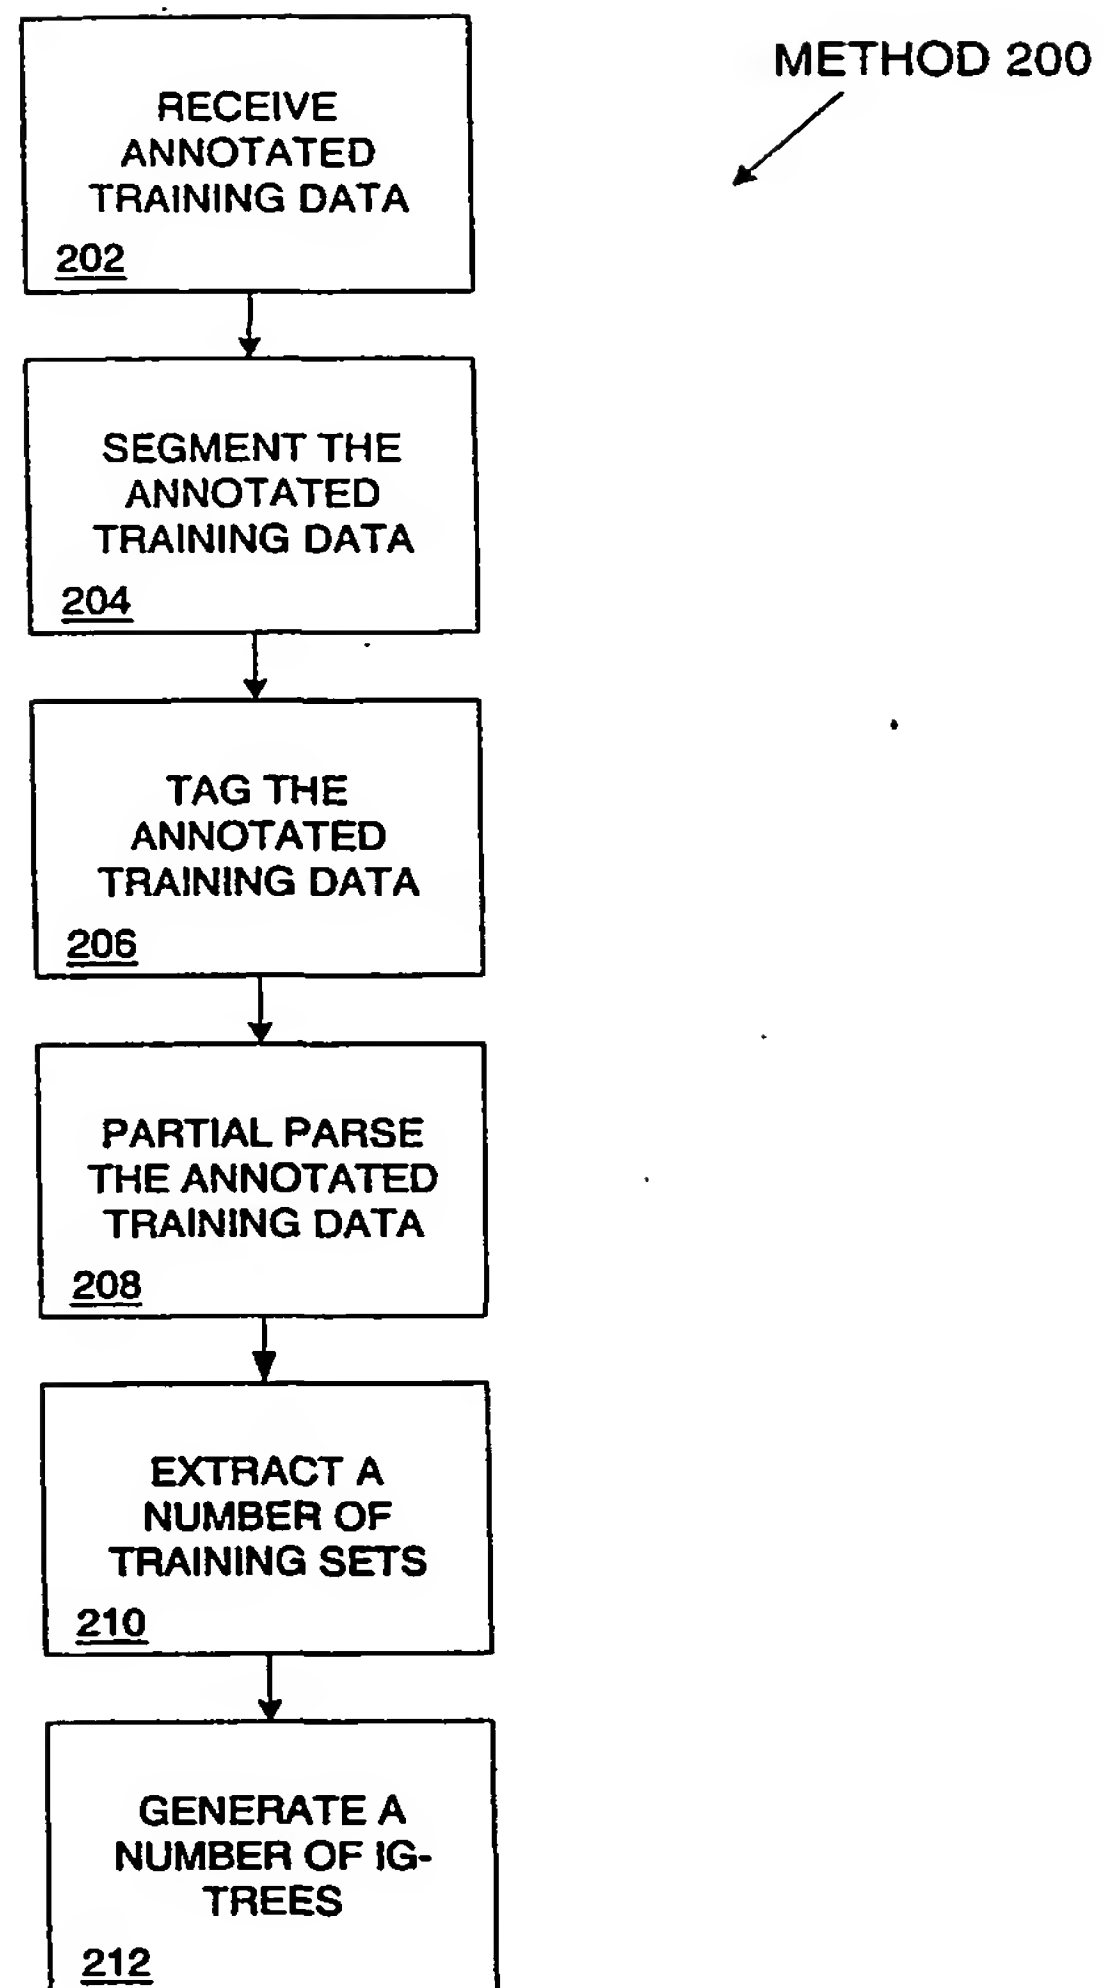 METHOD 200
RECEIVE
ANNOTATED
TRAINING DATA
202
SEGMENT THE
ANNOTATED
TRAINING DATA
204
TAG THE
ANNOTATED
TRAINING DATA
206
PARTIAL PARSE
THE ANNOTATED
TRAINING DATA
208
EXTRACT A
NUMBER OF
TRAINING SETS
210
GENERATE A
NUMBER OF IG-
TREES
212